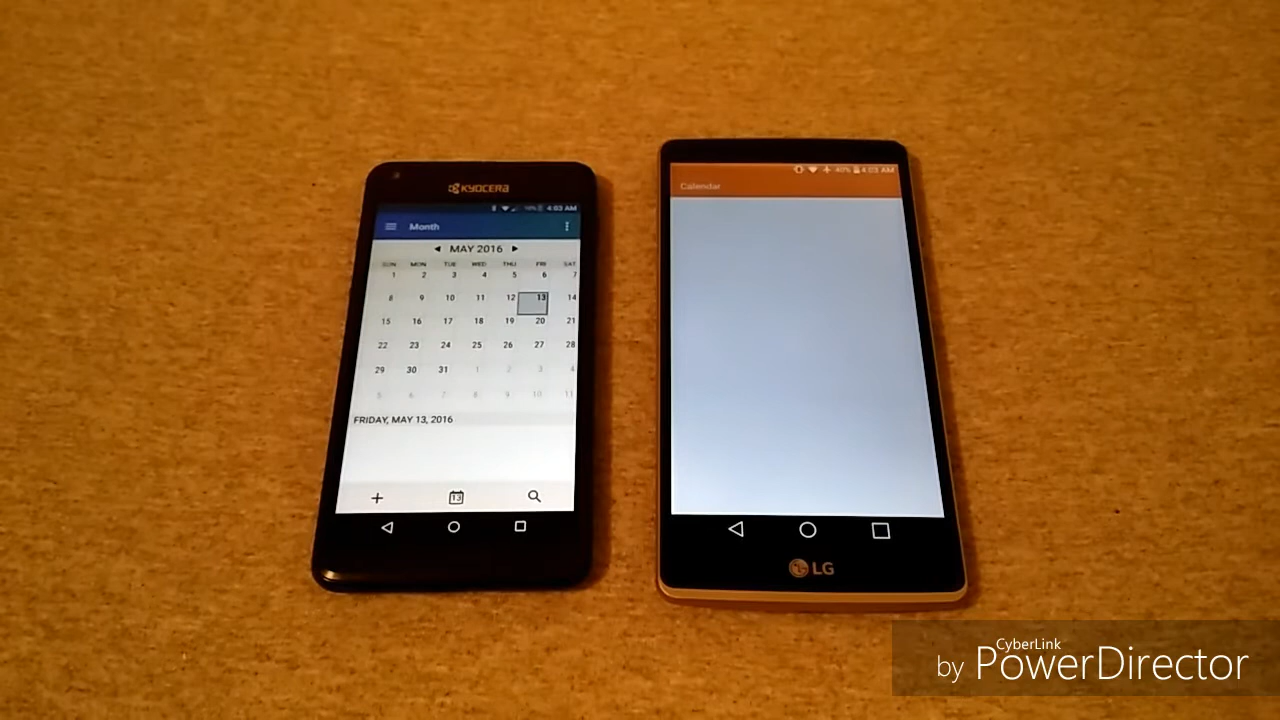 KYOCERA
4:03 AM
Month
MAY 2016
SUN MON TUE WED THU FRI SAT
1 2 3 4 5 6 7
8 9 10 11 12 13 14
15 16 17 18 19 20 21
22 23 24 25 26 27 28
29 30 31 1 2 3 4
5 6 7 8 9 10 11
FRIDAY, MAY 13, 2016
13
40% 4:03 AM
Calendar
LG
CyberLink
by PowerDirector